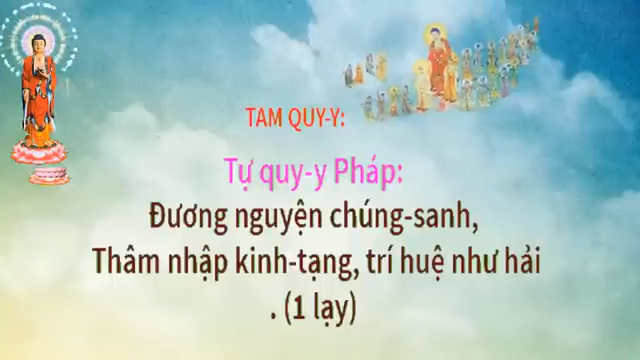 TAM QUY-Y:
Tự quy-y Pháp:
Đương nguyện chúng-sanh,
Thâm nhập kinh-tạng, trí huệ như hải
. (1 lạy)